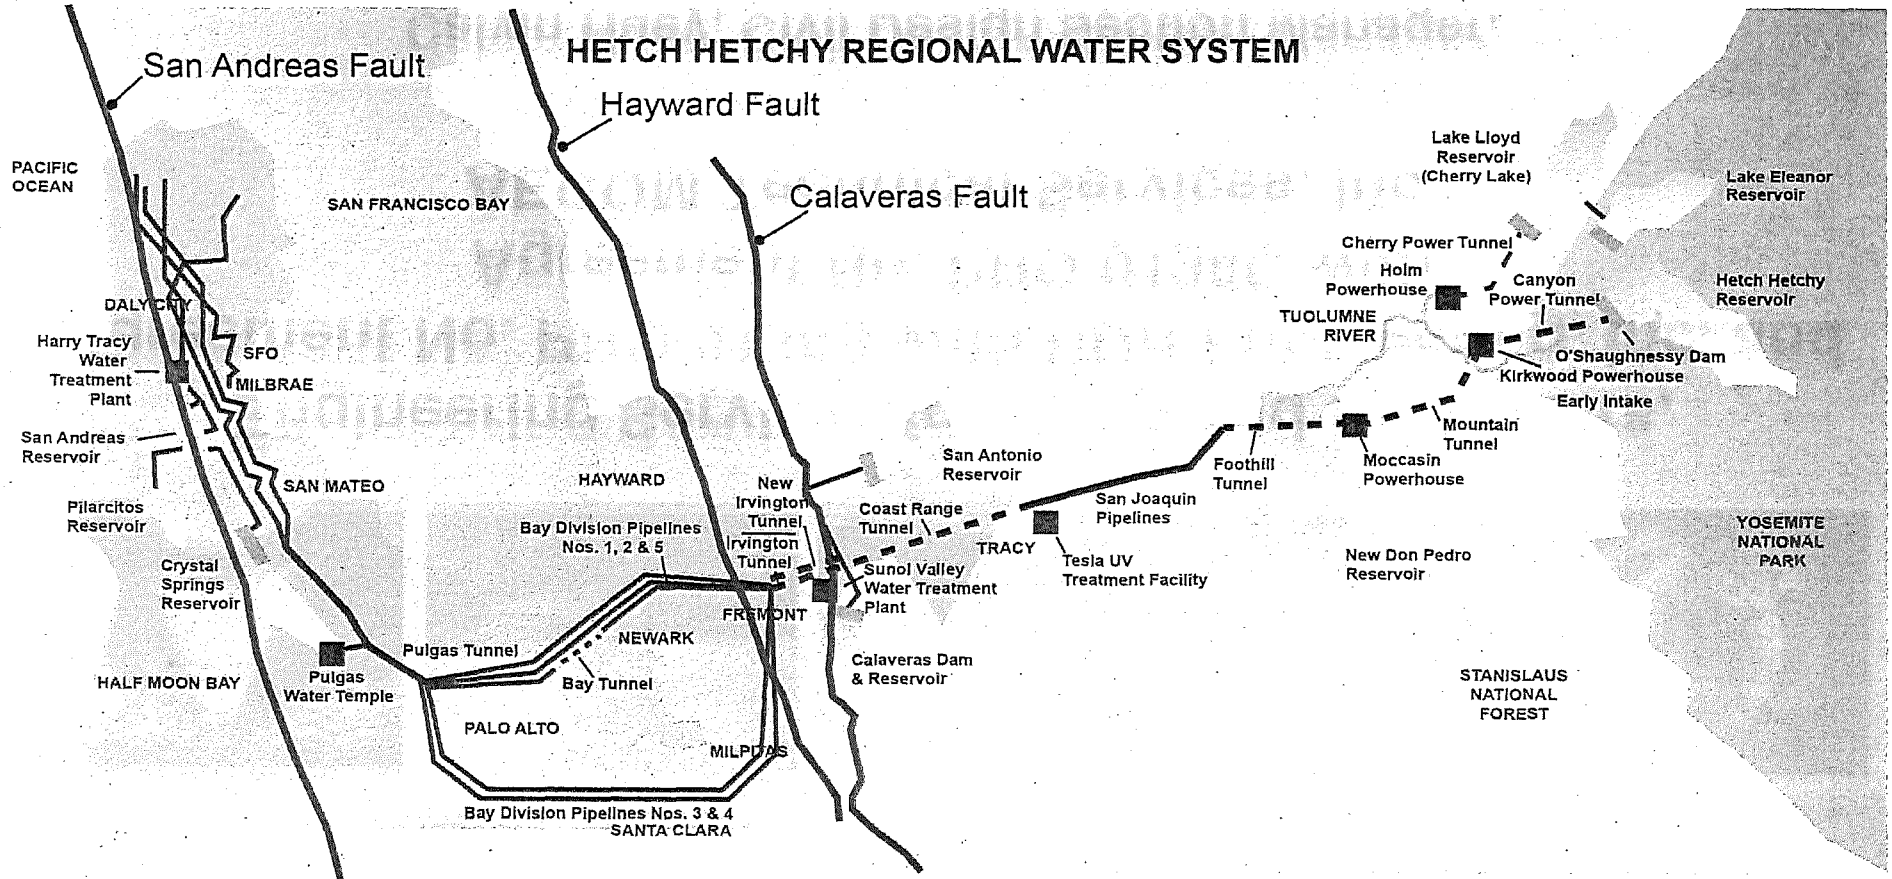 HETCH HETCHY REGIONAL WATER SYSTEM
San Andreas Fault
Hayward Fault
Calaveras Fault
PACIFIC
OCEAN
SAN FRANCISCO BAY
Lake Lloyd
Reservoir
(Cherry Lake)
Lake Eleanor
Reservoir
Cherry Power Tunnel
Holm
Powerhouse
Canyon
Power Tunnel
Hetch Hetchy
Reservoir
TUOLUMNE
RIVER
O'Shaughnessy Dam
Kirkwood Powerhouse
Early Intake
Mountain
Tunnel
DALY CITY
Harry Tracy
Water
Treatment
Plant
SFO
MILBRAE
San Andreas
Reservoir
SAN MATEO
Pilarcitos
Reservoir
Crystal
Springs
Reservoir
HALF MOON BAY
Pulgas
Water Temple
Pulgas Tunnel
HAYWARD
Bay Division Pipelines
Nos. 1, 2 & 5
New
Irvington
Tunnel
Irvington
Tunnel
San Antonio
Reservoir
Coast Range
Tunnel
TRACY
San Joaquin
Pipelines
Foothill
Tunnel
Moccasin
Powerhouse
Tesla UV
Treatment Facility
New Don Pedro
Reservoir
YOSEMITE
NATIONAL
PARK
Sunol Valley
Water Treatment
Plant
FREMONT
NEWARK
Bay Tunnel
Calaveras Dam
& Reservoir
STANISLAUS
NATIONAL
FOREST
PALO ALTO
MILPITAS
Bay Division Pipelines Nos. 3 & 4
SANTA CLARA